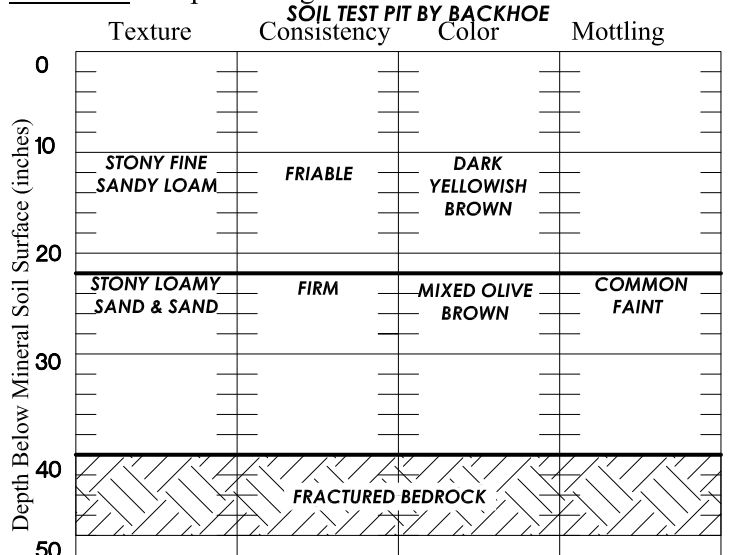 SOIL TEST PIT BY BACKHOE
Texture Consistency Color Mottling
Depth Below Mineral Soil Surface (inches)
0
10
STONY FINE
SANDY LOAM
FRIABLE
DARK
YELLOWISH
BROWN
20
STONY LOAMY
SAND & SAND
FIRM
MIXED OLIVE
BROWN
COMMON
FAINT
30
40
FRACTURED BEDROCK
50